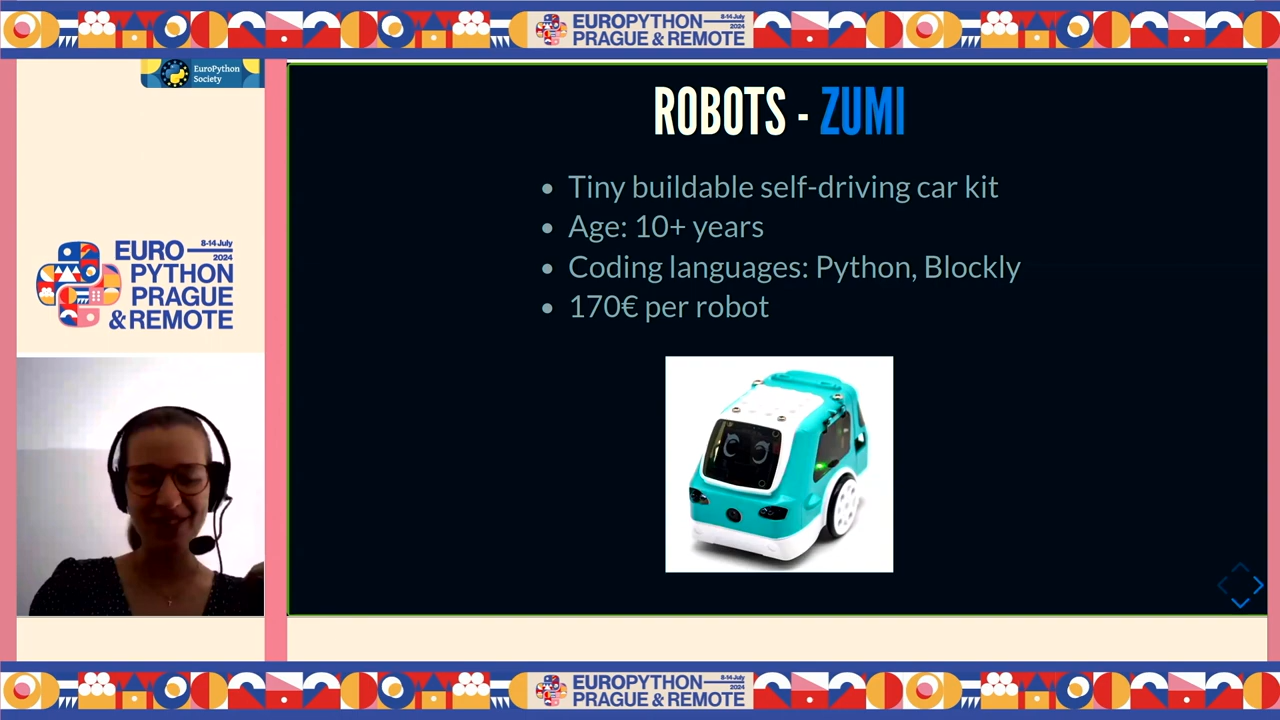 EUROPYTHON 8-14 July 2024
PRAGUE & REMOTE
EuroPython
Society
ROBOTS - ZUMI
Tiny buildable self-driving car kit
Age: 10+ years
Coding languages: Python, Blockly
170€ per robot
EURO 8-14 July 2024
PYTHON
PRAGUE
& REMOTE
EUROPYTHON 8-14 July 2024
PRAGUE & REMOTE